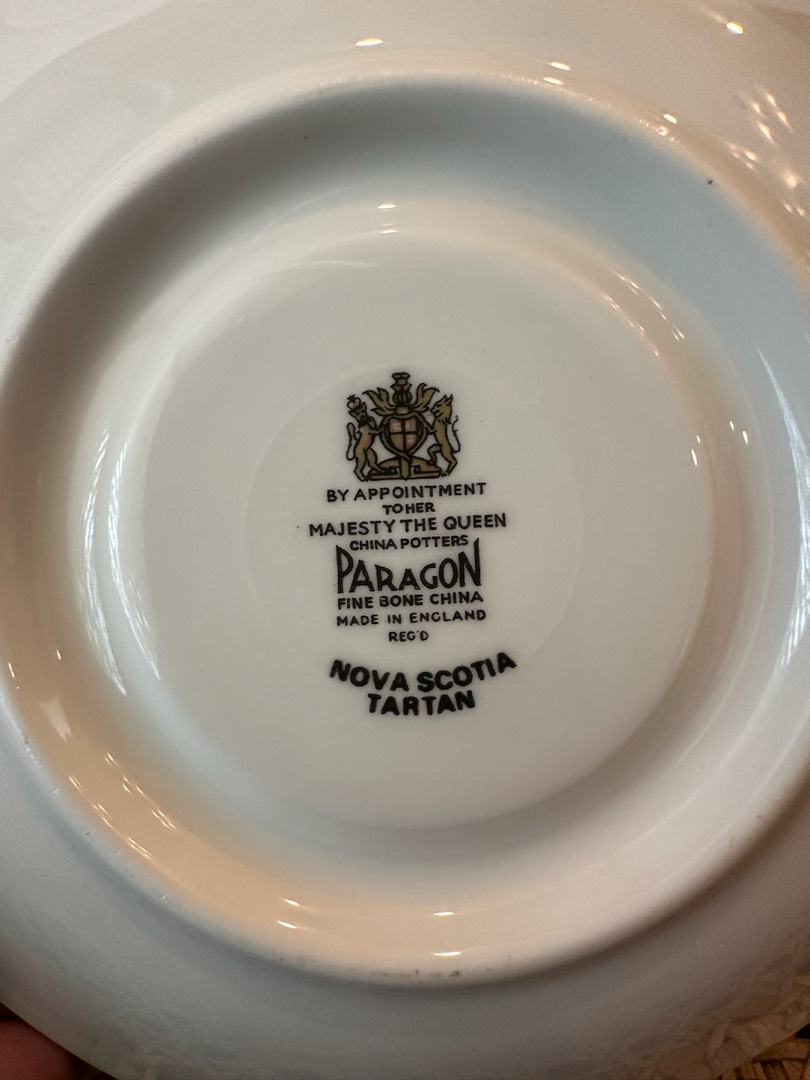 BY APPOINTMENT
TO HER
MAJESTY THE QUEEN
CHINA POTTERS
PARAGON
FINE BONE CHINA
MADE IN ENGLAND
REG'D
NOVA SCOTIA
TARTAN